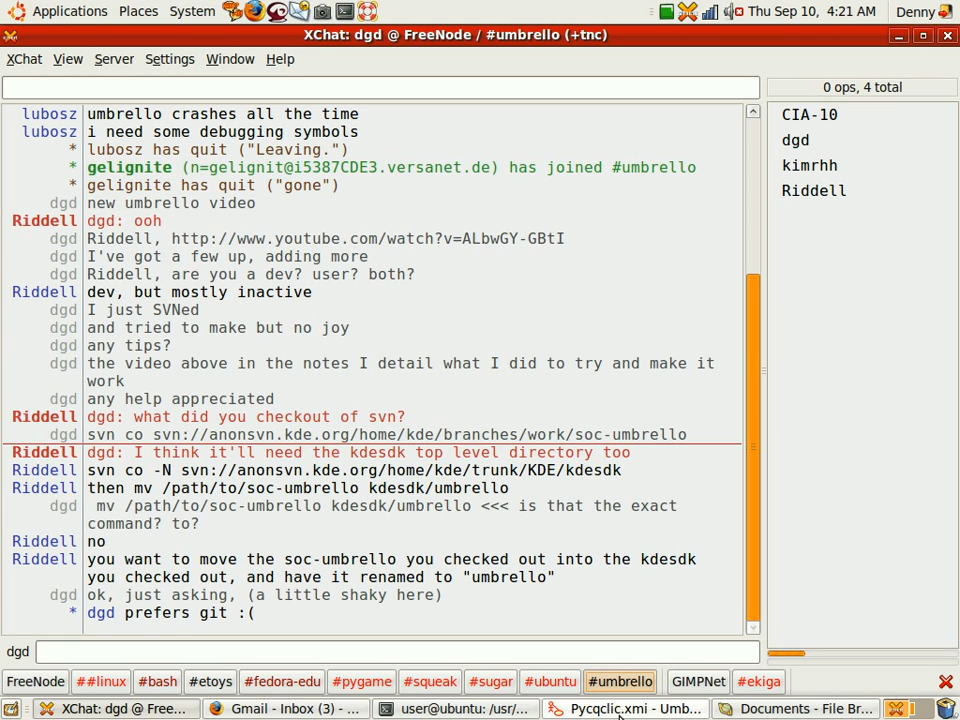 Applications Places System Thu Sep 10, 4:21 AM Denny
XChat: dgd @ FreeNode / #umbrello (+tnc)
XChat View Server Settings Window Help
0 ops, 4 total
lubosz umbrello crashes all the time
lubosz i need some debugging symbols
* lubosz has quit ("Leaving.")
* gelignite (n=gelignit@i5387CDE3.versanet.de) has joined #umbrello
* gelignite has quit ("gone")
dgd new umbrello video
Riddell dgd: ooh
dgd Riddell, http://www.youtube.com/watch?v=ALbwGY-GBtI
dgd I've got a few up, adding more
dgd Riddell, are you a dev? user? both?
Riddell dev, but mostly inactive
dgd I just SVNed
dgd and tried to make but no joy
dgd any tips?
dgd the video above in the notes I detail what I did to try and make it
work
dgd any help appreciated
Riddell dgd: what did you checkout of svn?
dgd svn co svn://anonsvn.kde.org/home/kde/branches/work/soc-umbrello
Riddell dgd: I think it'll need the kdesdk top level directory too
Riddell svn co -N svn://anonsvn.kde.org/home/kde/trunk/KDE/kdesdk
Riddell then mv /path/to/soc-umbrello kdesdk/umbrello
dgd mv /path/to/soc-umbrello kdesdk/umbrello <<< is that the exact
command? to?
Riddell no
Riddell you want to move the soc-umbrello you checked out into the kdesdk
you checked out, and have it renamed to "umbrello"
dgd ok, just asking, (a little shaky here)
* dgd prefers git :(
CIA-10
dgd
kimrhh
Riddell
dgd
FreeNode ##linux #bash #etoys #fedora-edu #pygame #squeak #sugar #ubuntu #umbrello GIMPNet #ekiga
XChat: dgd @ Free... Gmail - Inbox (3) - ... user@ubuntu: /usr/... Pycqclic.xmi - Umb... Documents - File Br...